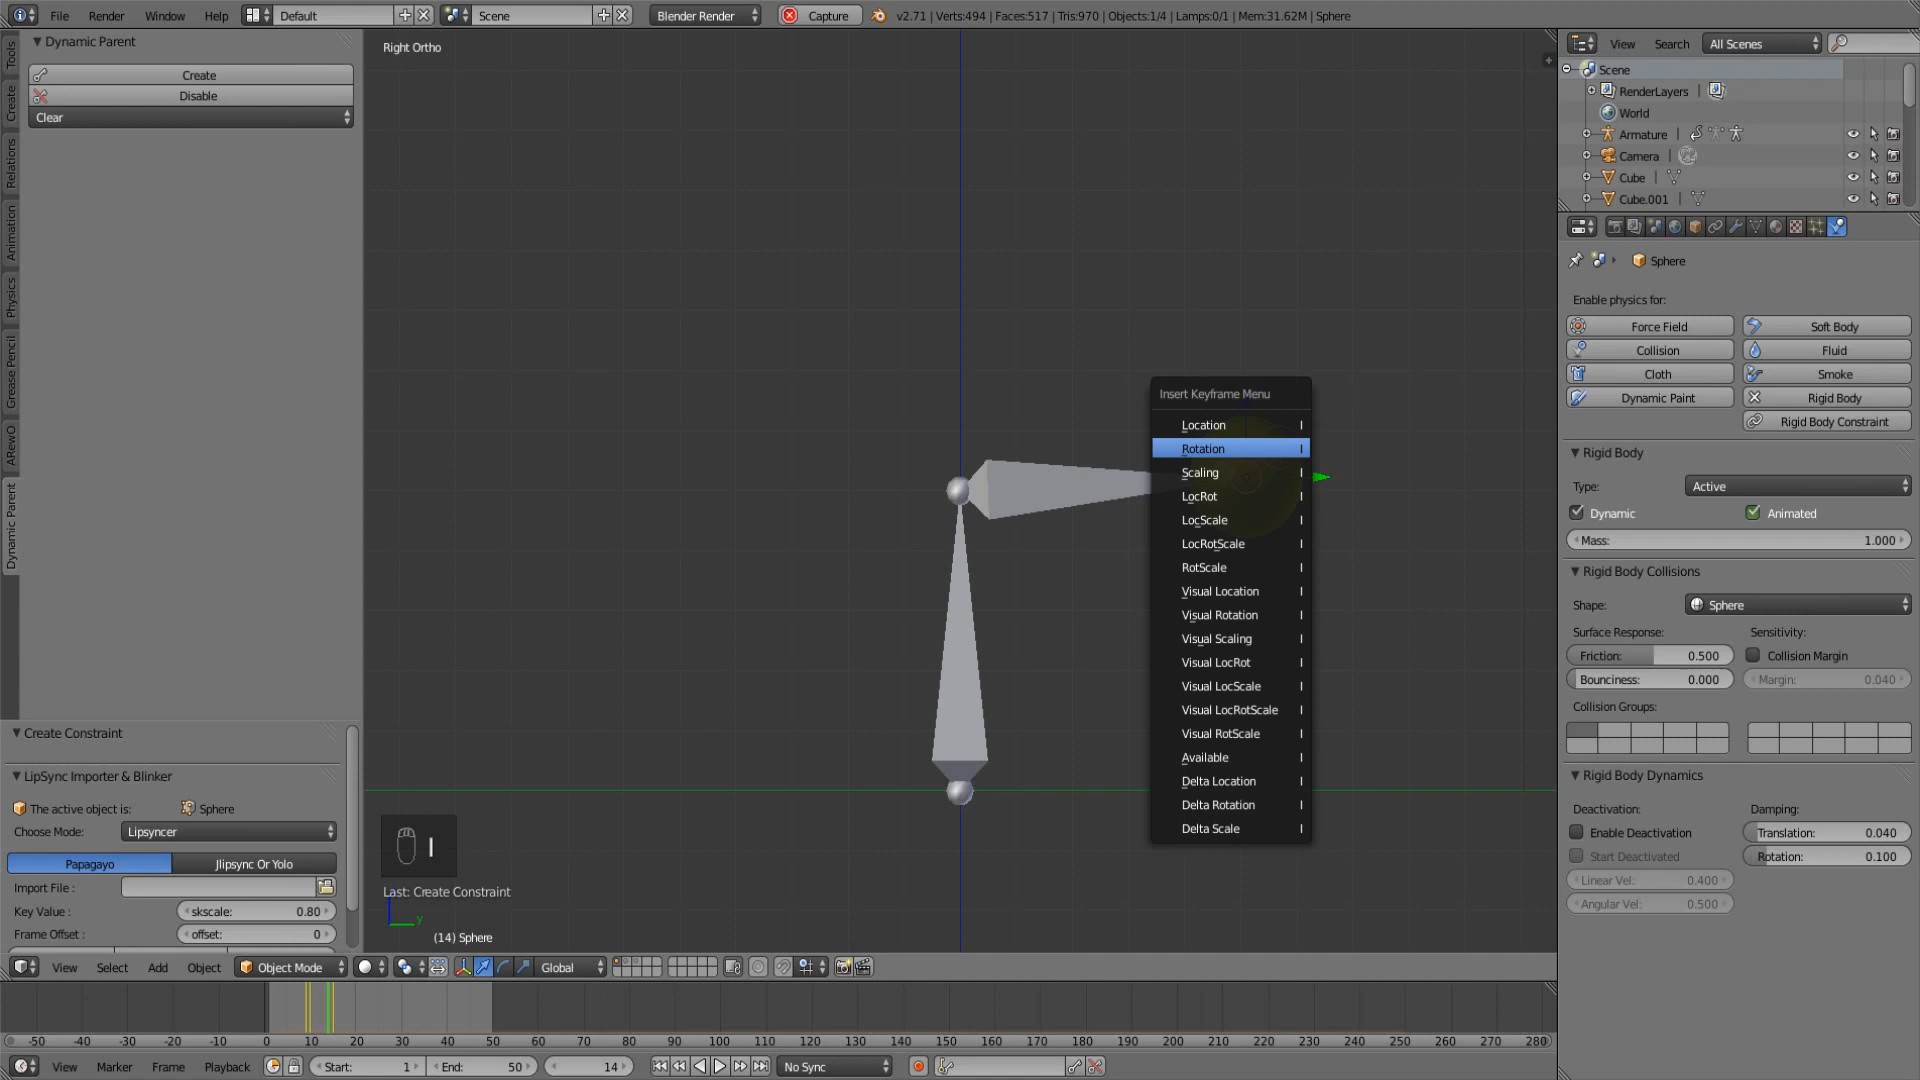 File Render Window Help Default Scene Blender Render Capture v2.71 | Verts:494 | Faces:517 | Tris:970 | Objects:1/4 | Lamps:0/1 | Mem:31.62M | Sphere
Dynamic Parent
Create
Disable
Clear
Tools
Create
Relations
Animation
Physics
Grease Pencil
ARewO
Dynamic Parent
Create Constraint
LipSync Importer & Blinker
The active object is: Sphere
Choose Mode: Lipsyncer
Papagayo Jlipsync Or Yolo
Import File :
Key Value : skscale: 0.80
Frame Offset : offset: 0
Right Ortho
Insert Keyframe Menu
Location I
Rotation I
Scaling I
LocRot I
LocScale I
LocRotScale I
RotScale I
Visual Location I
Visual Rotation I
Visual Scaling I
Visual LocRot I
Visual LocScale I
Visual LocRotScale I
Visual RotScale I
Available I
Delta Location I
Delta Rotation I
Delta Scale I
I
Last: Create Constraint
y
(14) Sphere
View Select Add Object Object Mode Global
-50 -40 -30 -20 -10 0 10 20 30 40 50 60 70 80 90 100 110 120 130 140 150 160 170 180 190 200 210 220 230 240 250 260 270 280
View Marker Frame Playback Start: 1 End: 50 14 No Sync
View Search All Scenes
Scene
RenderLayers |
World
Armature |
Camera |
Cube |
Cube.001 |
Sphere
Enable physics for:
Force Field Soft Body
Collision Fluid
Cloth Smoke
Dynamic Paint Rigid Body
Rigid Body Constraint
Rigid Body
Type: Active
Dynamic Animated
Mass: 1.000
Rigid Body Collisions
Shape: Sphere
Surface Response: Sensitivity:
Friction: 0.500 Collision Margin
Bounciness: 0.000 Margin: 0.040
Collision Groups:
Rigid Body Dynamics
Deactivation: Damping:
Enable Deactivation Translation: 0.040
Start Deactivated Rotation: 0.100
Linear Vel: 0.400
Angular Vel: 0.500